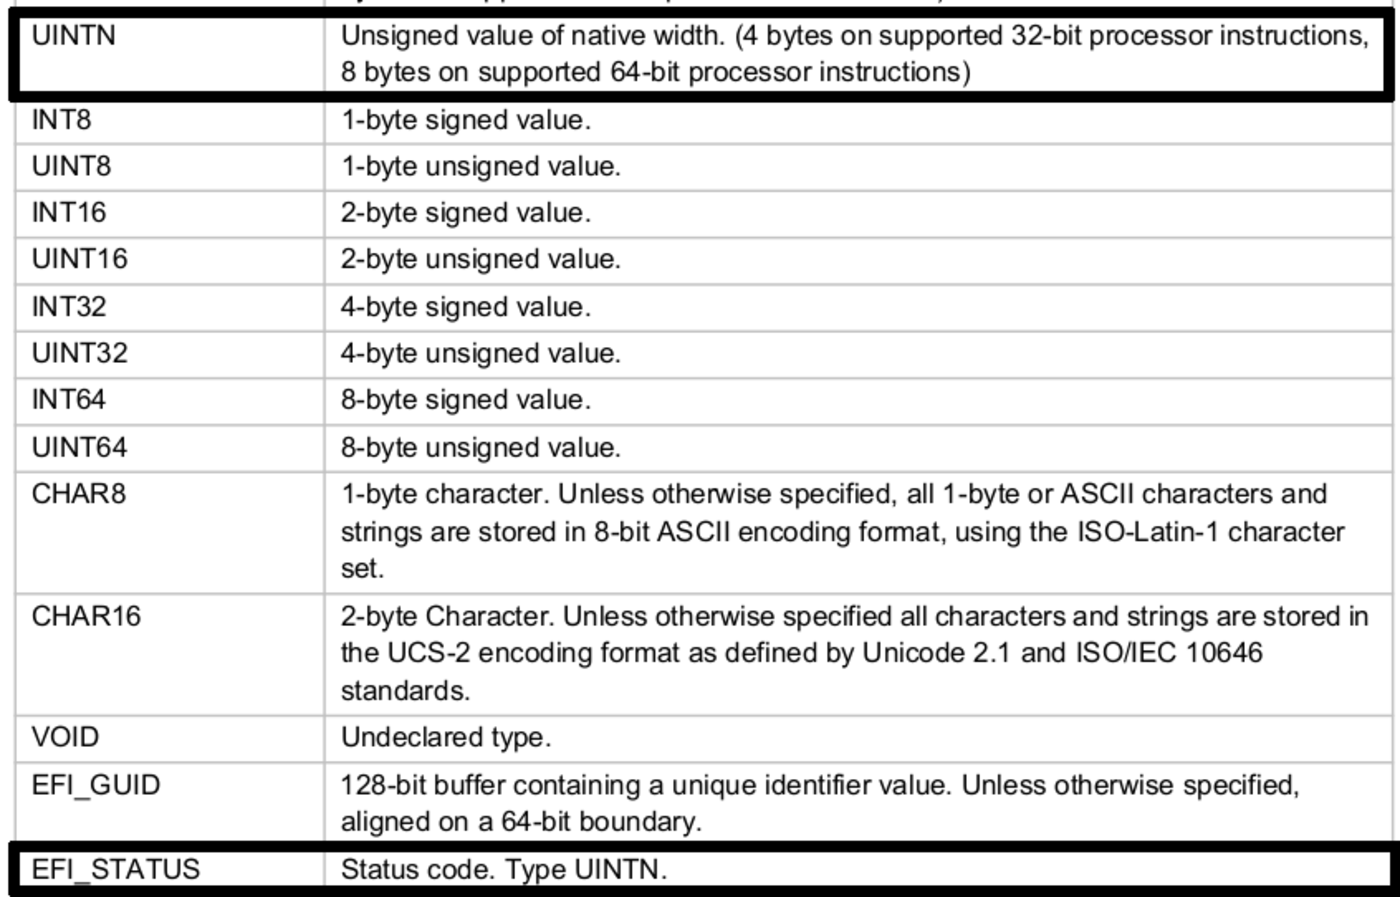 UINTN Unsigned value of native width. (4 bytes on supported 32-bit processor instructions,
8 bytes on supported 64-bit processor instructions)
INT8 1-byte signed value.
UINT8 1-byte unsigned value.
INT16 2-byte signed value.
UINT16 2-byte unsigned value.
INT32 4-byte signed value.
UINT32 4-byte unsigned value.
INT64 8-byte signed value.
UINT64 8-byte unsigned value.
CHAR8 1-byte character. Unless otherwise specified, all 1-byte or ASCII characters and
strings are stored in 8-bit ASCII encoding format, using the ISO-Latin-1 character
set.
CHAR16 2-byte Character. Unless otherwise specified all characters and strings are stored in
the UCS-2 encoding format as defined by Unicode 2.1 and ISO/IEC 10646
standards.
VOID Undeclared type.
EFI_GUID 128-bit buffer containing a unique identifier value. Unless otherwise specified,
aligned on a 64-bit boundary.
EFI_STATUS Status code. Type UINTN.